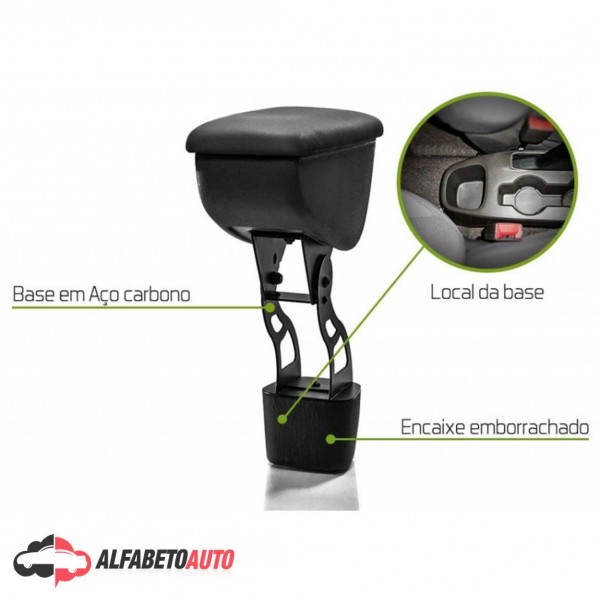 Local da base
Base em Aço carbono
Encaixe emborrachado
ALFABETOAUTO